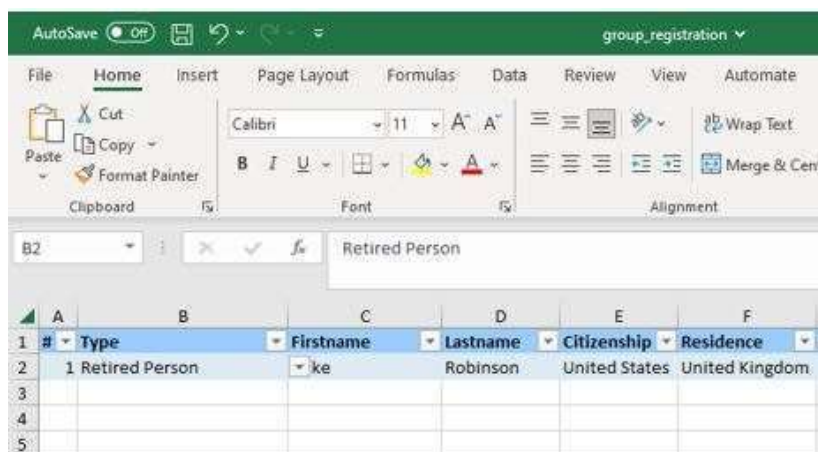 AutoSave Off group_registration
File Home Insert Page Layout Formulas Data Review View Automate
Cut
Copy
Paste
Format Painter
Clipboard
Calibri 11 A^ A˅
B I U A
Font
Wrap Text
Merge & Cen
Alignment
B2 fx Retired Person
A B C D E F
1 # Type Firstname Lastname Citizenship Residence
2 1 Retired Person ke Robinson United States United Kingdom
3
4
5